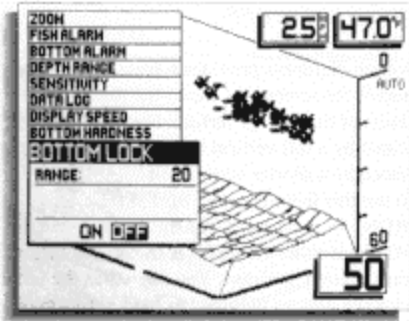 ZOOM
FISH ALARM
BOTTOM ALARM
DEPTH RANGE
SENSITIVITY
DATA LOG
DISPLAY SPEED
BOTTOM HARDNESS
BOTTOM LOCK
RANGE: 20
ON OFF
2.5
47.0°F
0
AUTO
60
50